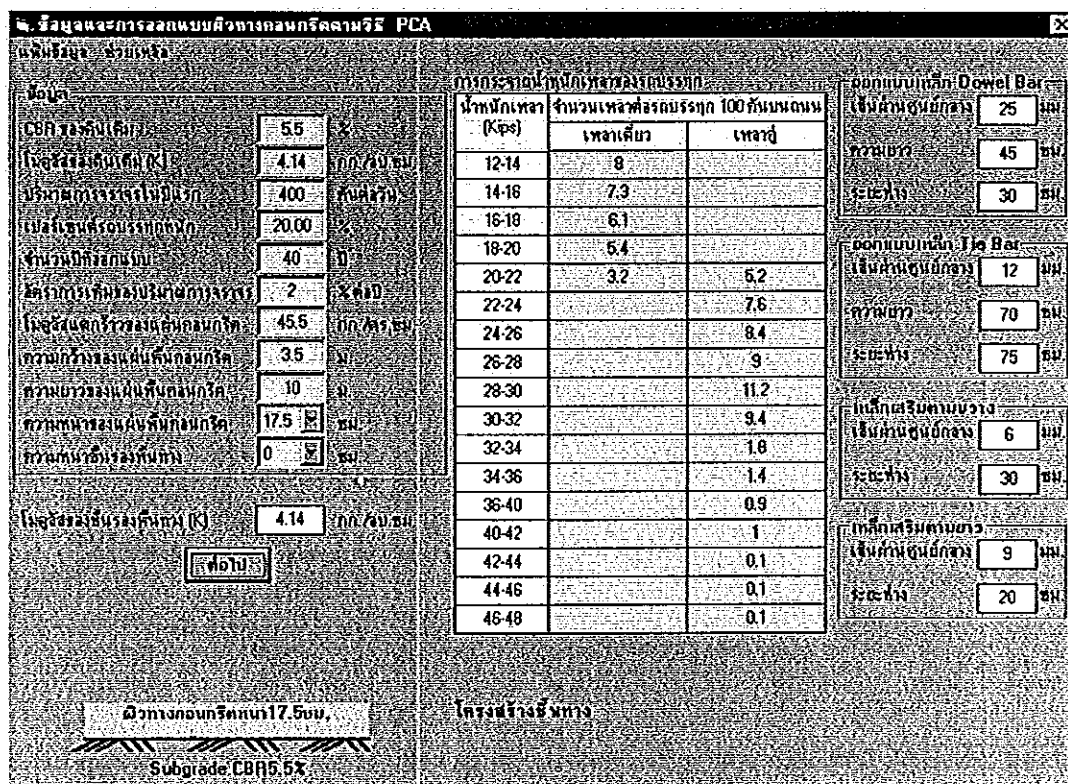 ข้อมูลและการออกแบบผิวทางคอนกรีตตามวิธี PCA
แฟ้มข้อมูล ช่วยเหลือ
ข้อมูล
CBR ของดินเดิม 5.5 %
โมดูลัสของดินเดิม (K) 4.14 กก./ลบ.ซม
ปริมาณการจราจรในปีแรก 400 คันต่อวัน
เปอร์เซนต์รถบรรทุกหนัก 20.00 %
จำนวนปีที่ออกแบบ 40 ปี
อัตราการเพิ่มของปริมาณการจราจร 2 % ต่อปี
โมดูลัสแตกร้าวของแผ่นคอนกรีต 45.5 กก./ตร.ซม
ความกว้างของแผ่นพื้นคอนกรีต 3.5 ม.
ความยาวของแผ่นพื้นคอนกรีต 10 ม.
ความหนาของแผ่นพื้นคอนกรีต 17.5 ซม.
ความหนาชั้นรองพื้นทาง 0 ซม.
โมดูลัสของชั้นรองพื้นทาง (K) 4.14 กก./ลบ.ซม
ต่อไป
การกระจายน้ำหนักเพลาของรถบรรทุก
น้ำหนักเพลา (Kips) จำนวนเพลาต่อรถบรรทุก 100 คันบนถนน
เพลาเดี่ยว เพลาคู่
12-14 8
14-16 7.3
16-18 6.1
18-20 5.4
20-22 3.2 5.2
22-24 7.6
24-26 8.4
26-28 9
28-30 11.2
30-32 9.4
32-34 1.8
34-36 1.4
36-40 0.9
40-42 1
42-44 0.1
44-46 0.1
46-48 0.1
ออกแบบเหล็ก Dowel Bar
เส้นผ่านศูนย์กลาง 25 มม.
ความยาว 45 ซม.
ระยะห่าง 30 ซม.
ออกแบบเหล็ก Tie Bar
เส้นผ่านศูนย์กลาง 12 มม.
ความยาว 70 ซม.
ระยะห่าง 75 ซม.
เหล็กเสริมตามขวาง
เส้นผ่านศูนย์กลาง 6 มม.
ระยะห่าง 30 ซม.
เหล็กเสริมตามยาว
เส้นผ่านศูนย์กลาง 9 มม.
ระยะห่าง 20 ซม.
ผิวทางคอนกรีตหนา17.5ซม.
Subgrade CBR5.5%
โครงสร้างชั้นทาง